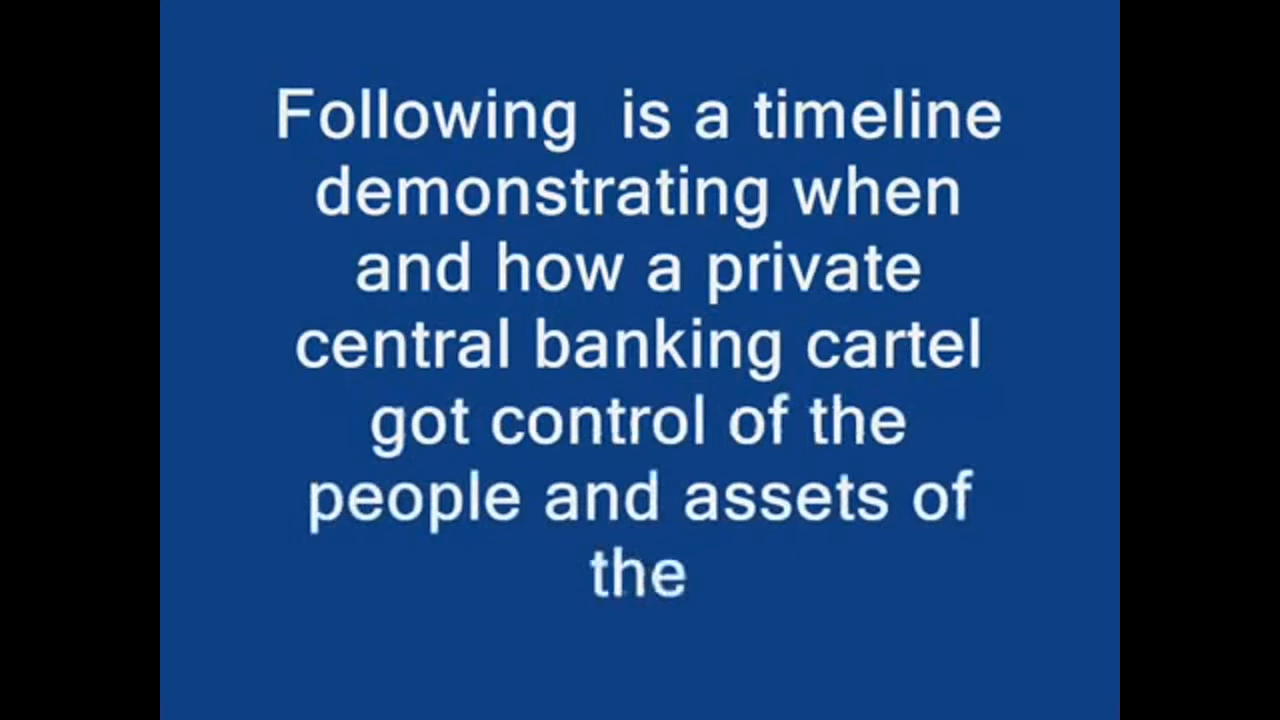 Following  is a timeline
demonstrating when
and how a private
central banking cartel
got control of the
people and assets of
the